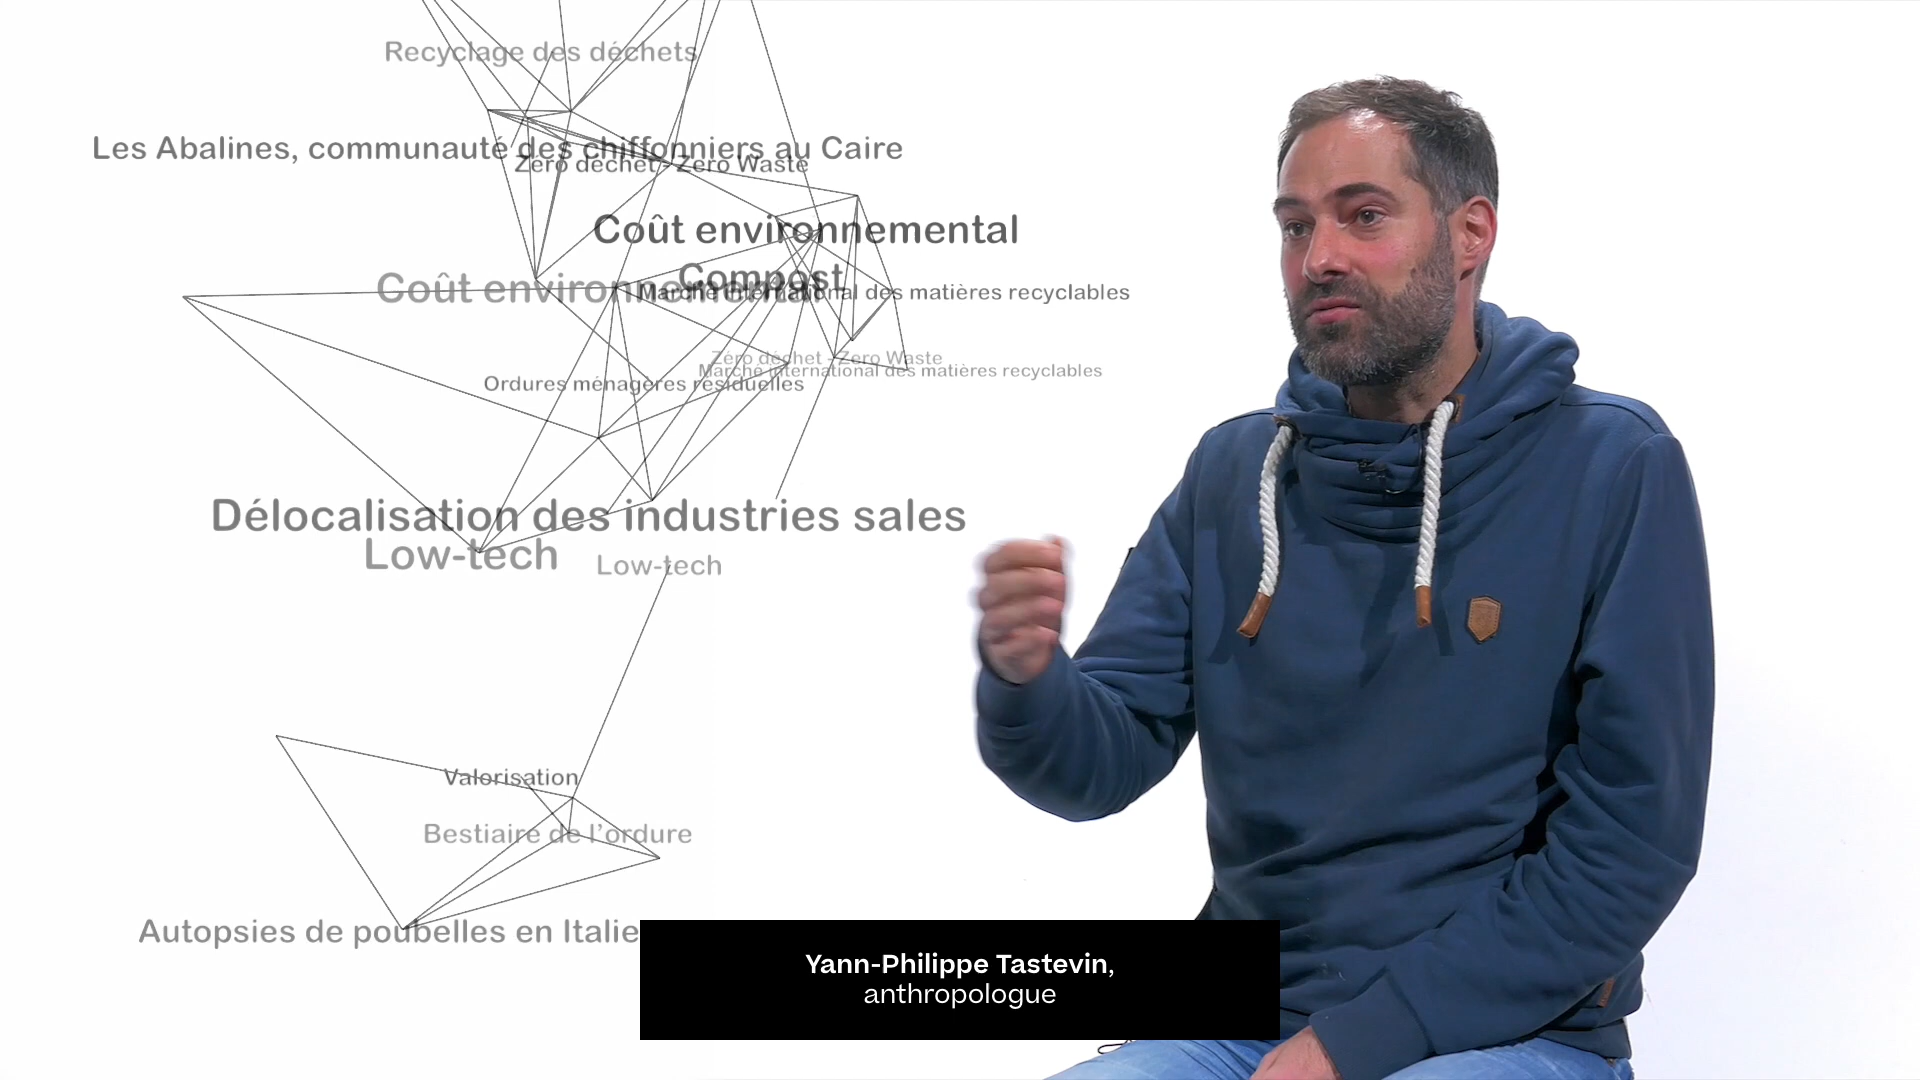 Recyclage des déchets
Les Abalines, communauté des chiffonniers au Caire
Zéro déchet - Zero Waste
Coût environnemental
Compost
Coût environnemental
Marché international des matières recyclables
Zéro déchet - Zero Waste
Marché international des matières recyclables
Ordures ménagères résiduelles
Délocalisation des industries sales
Low-tech
Low-tech
Valorisation
Bestiaire de l’ordure
Autopsies de poubelles en Italie
Yann-Philippe Tastevin,
anthropologue